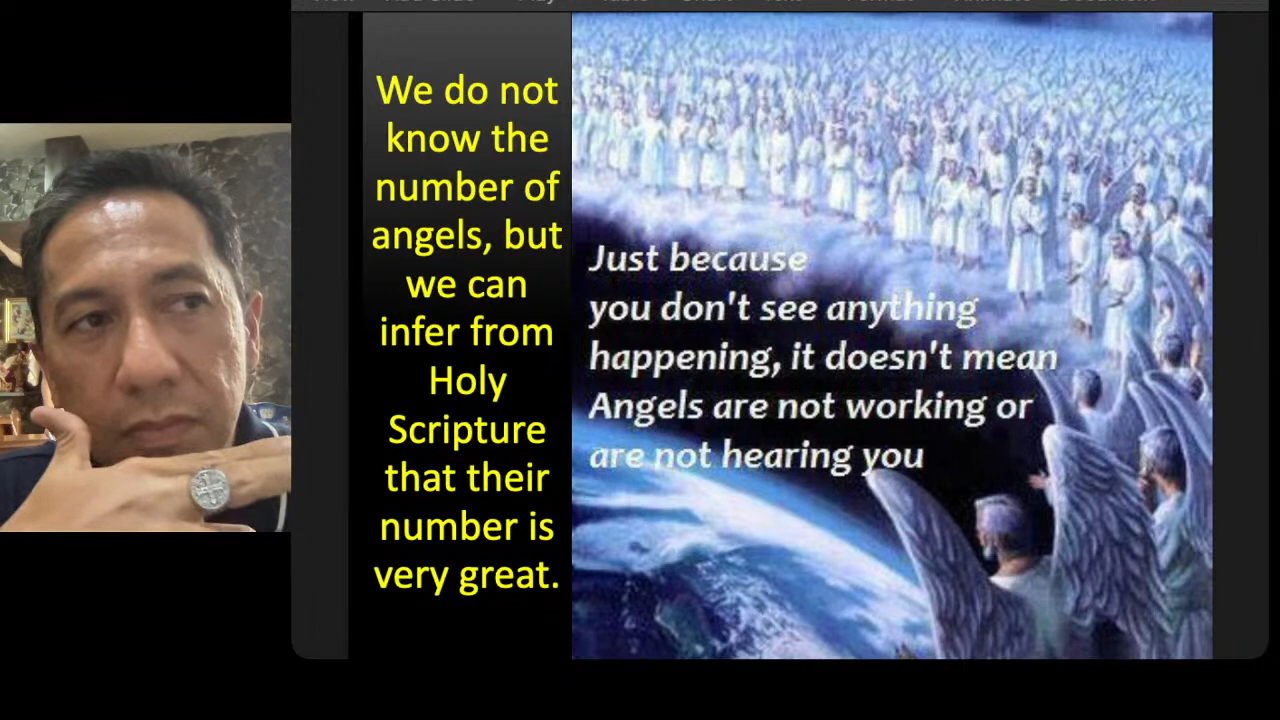 We do not
know the
number of
angels, but
we can
infer from
Holy
Scripture
that their
number is
very great.
Just because
you don't see anything
happening, it doesn't mean
Angels are not working or
are not hearing you